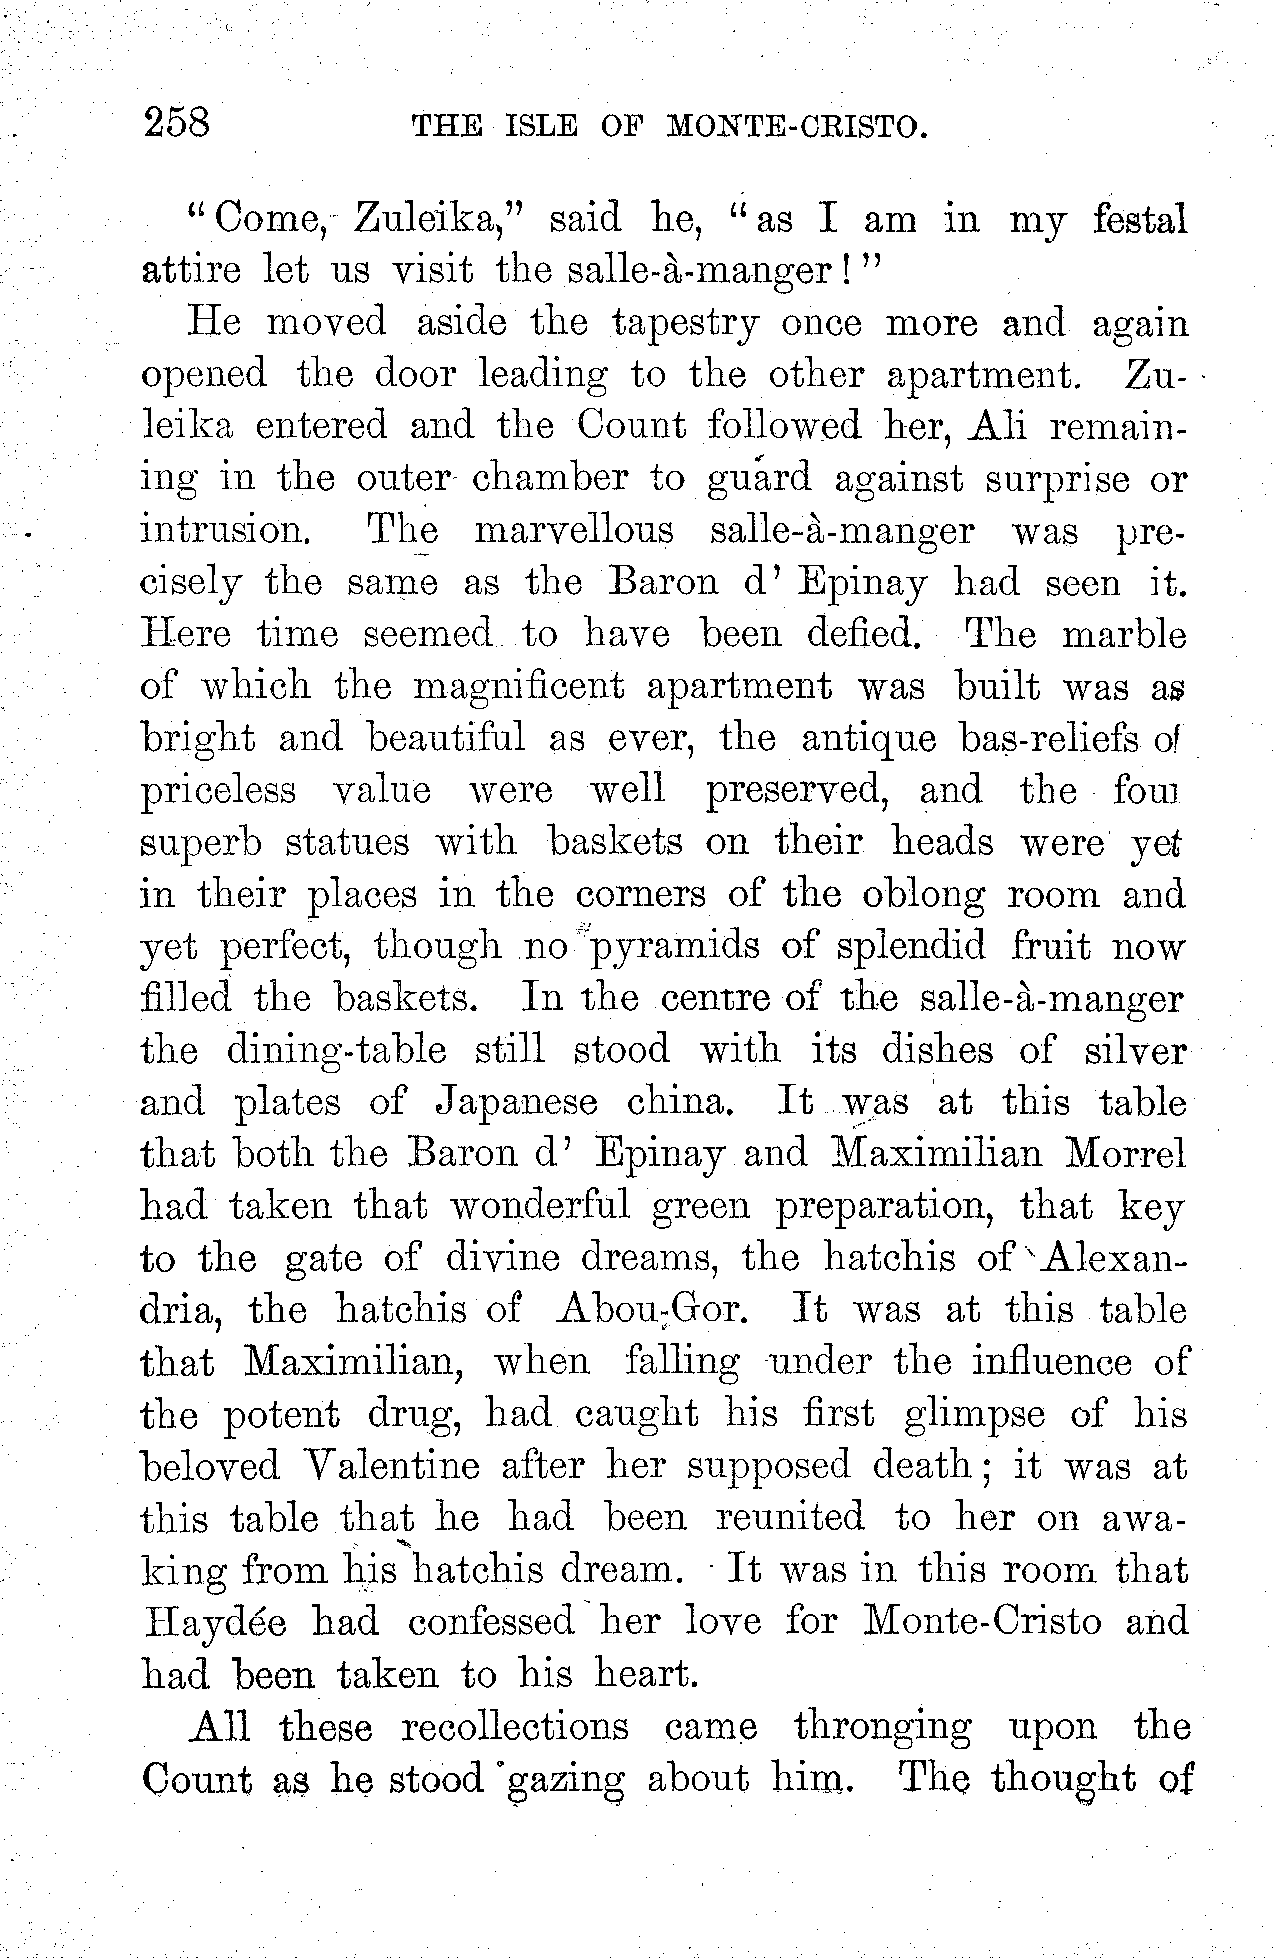 258 THE ISLE OF MONTE-CRISTO.
“Come, Zuleika,” said he, “as I am in my festal
attire let us visit the salle-à-manger!”
He moved aside the tapestry once more and again
opened the door leading to the other apartment. Zu-
leika entered and the Count followed her, Ali remain-
ing in the outer chamber to guard against surprise or
intrusion. The marvellous salle-à-manger was pre-
cisely the same as the Baron d’ Epinay had seen it.
Here time seemed to have been defied. The marble
of which the magnificent apartment was built was as
bright and beautiful as ever, the antique bas-reliefs of
priceless value were well preserved, and the four
superb statues with baskets on their heads were yet
in their places in the corners of the oblong room and
yet perfect, though no pyramids of splendid fruit now
filled the baskets. In the centre of the salle-à-manger
the dining-table still stood with its dishes of silver
and plates of Japanese china. It was at this table
that both the Baron d’ Epinay and Maximilian Morrel
had taken that wonderful green preparation, that key
to the gate of divine dreams, the hatchis of Alexan-
dria, the hatchis of Abou-Gor. It was at this table
that Maximilian, when falling under the influence of
the potent drug, had caught his first glimpse of his
beloved Valentine after her supposed death; it was at
this table that he had been reunited to her on awa-
king from his hatchis dream. It was in this room that
Haydée had confessed her love for Monte-Cristo and
had been taken to his heart.
All these recollections came thronging upon the
Count as he stood gazing about him. The thought of